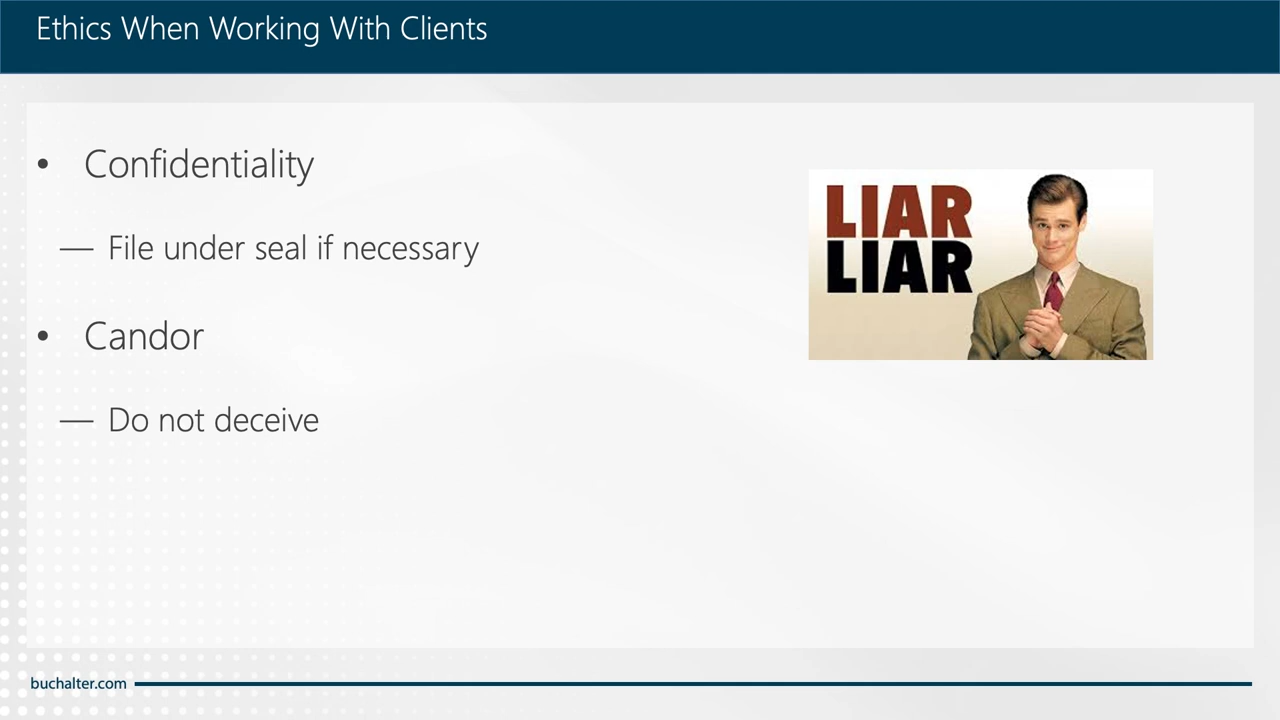 Ethics When Working With Clients
• Confidentiality
— File under seal if necessary
• Candor
— Do not deceive
LIAR
LIAR
buchalter.com